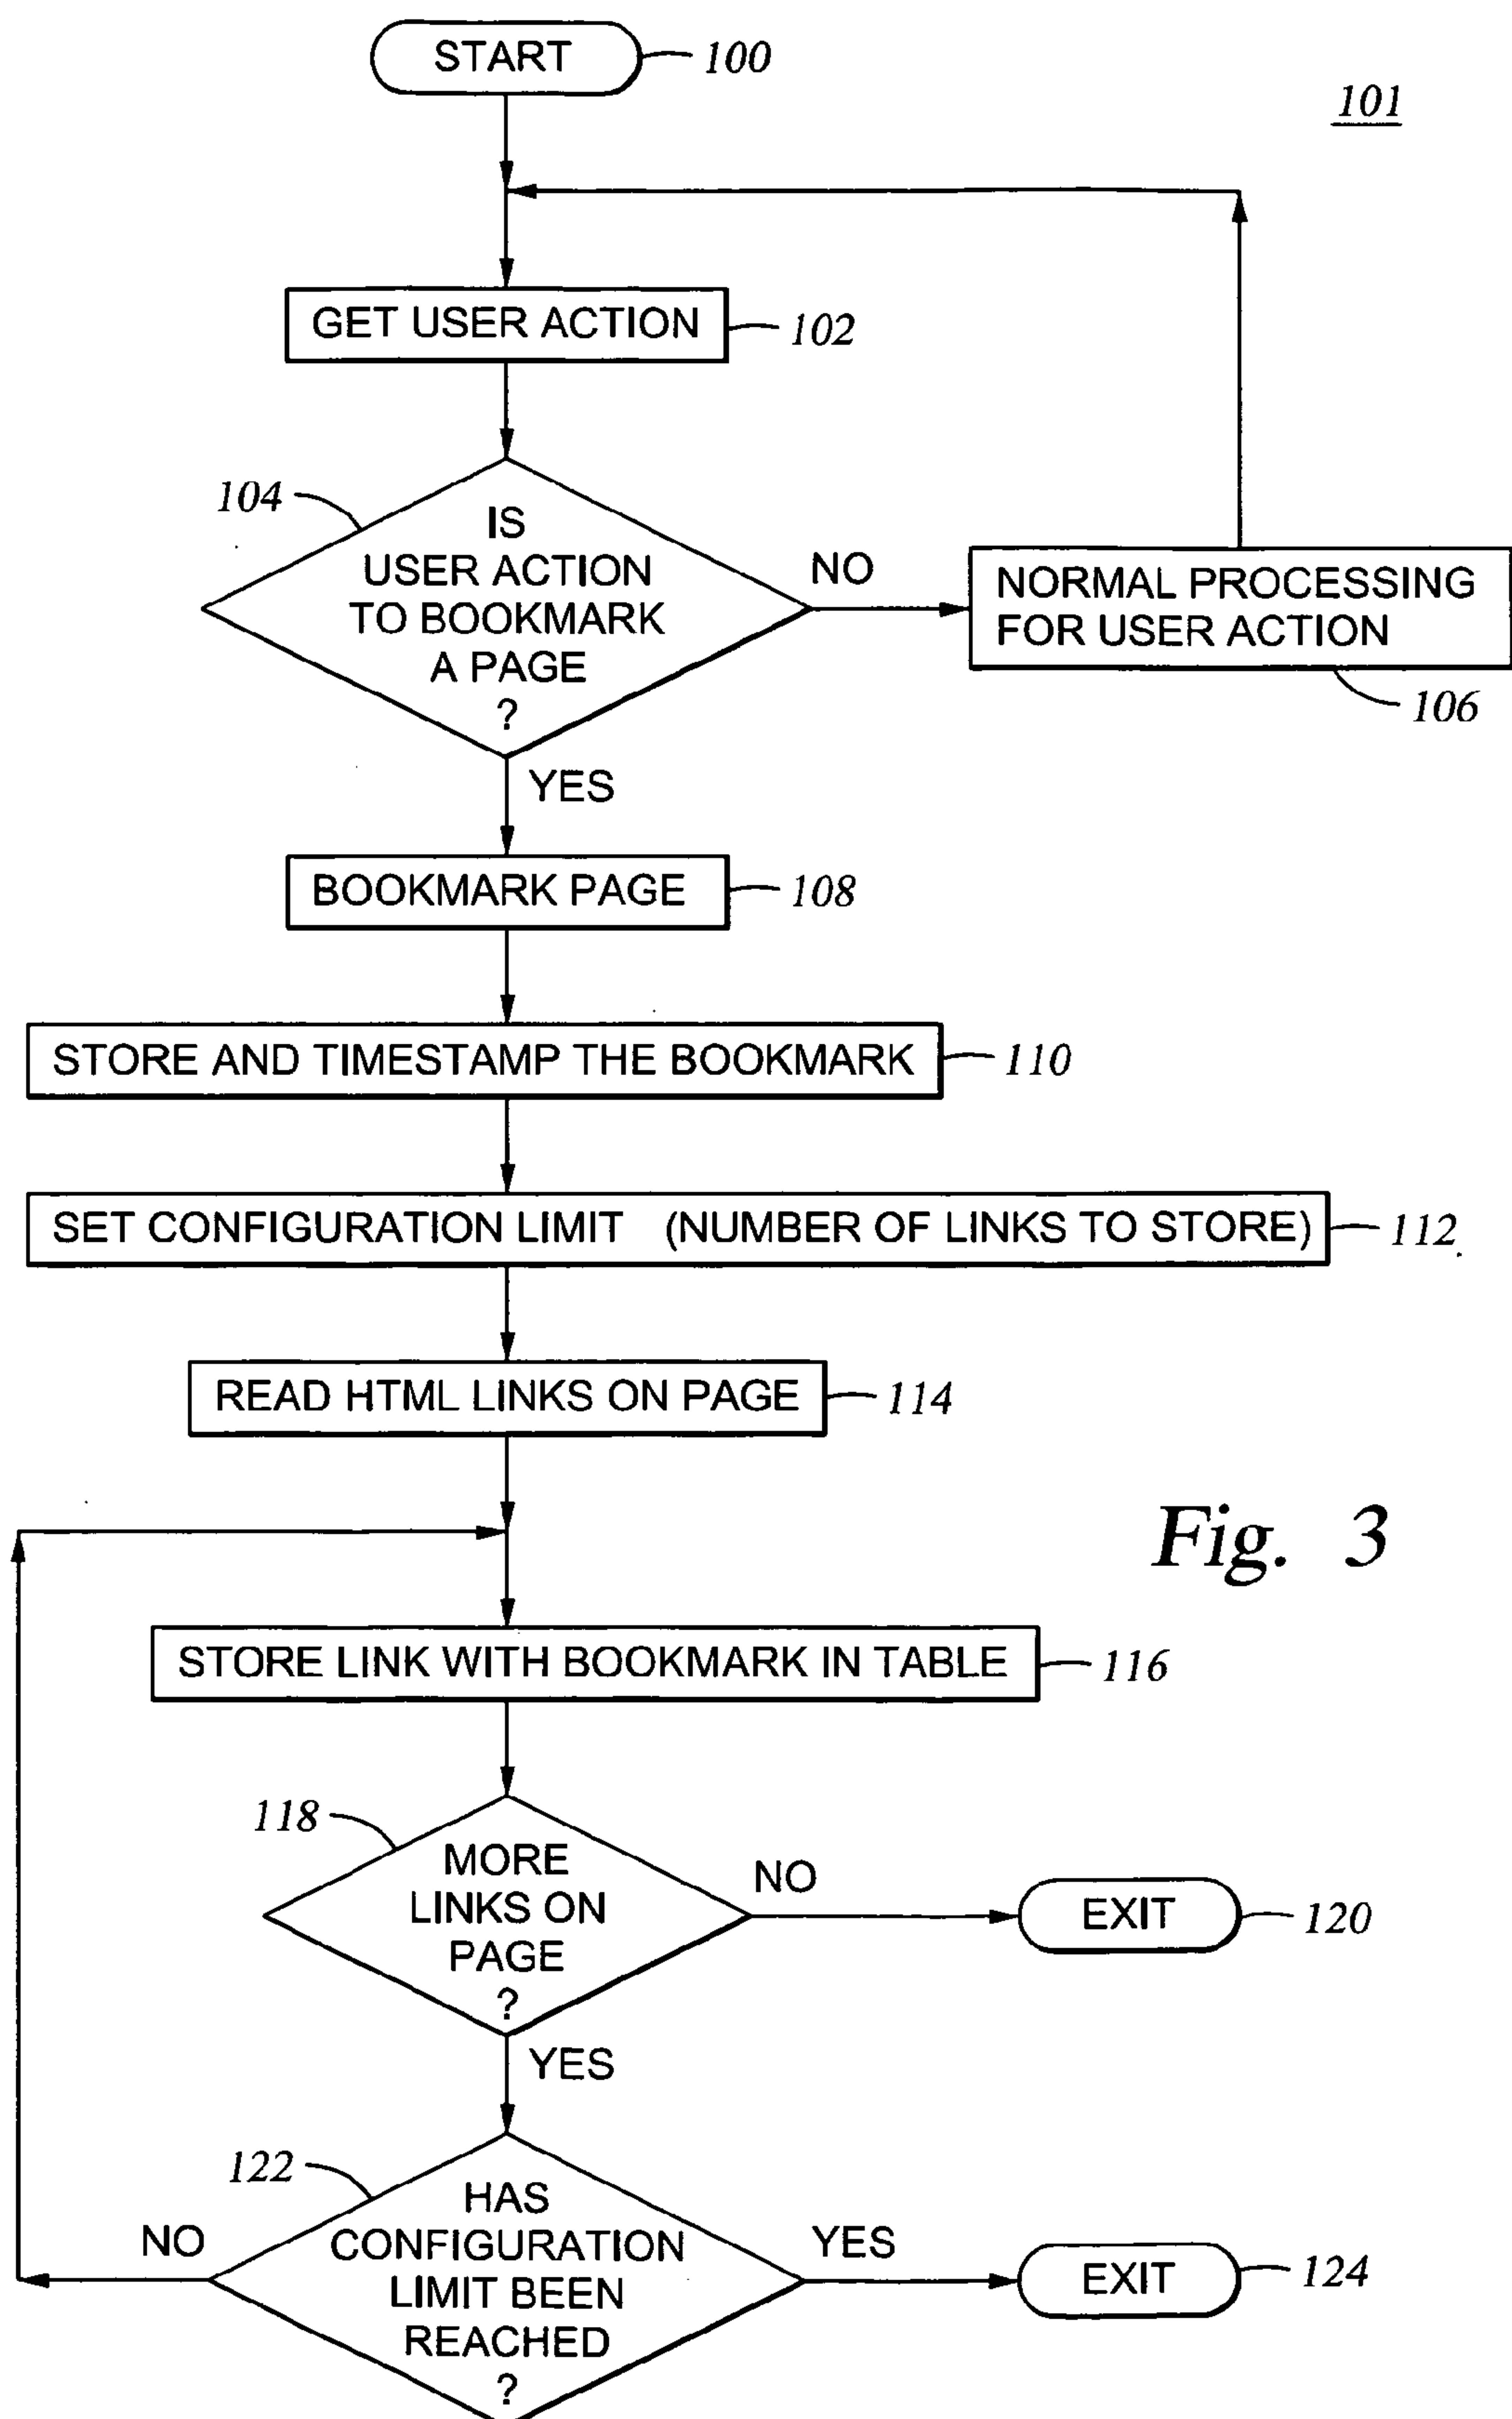 START
100
101
GET USER ACTION
102
104
IS
USER ACTION
TO BOOKMARK
A PAGE
?
NO
NORMAL PROCESSING
FOR USER ACTION
106
YES
BOOKMARK PAGE
108
STORE AND TIMESTAMP THE BOOKMARK
110
SET CONFIGURATION LIMIT (NUMBER OF LINKS TO STORE)
112
READ HTML LINKS ON PAGE
114
Fig. 3
STORE LINK WITH BOOKMARK IN TABLE
116
118
MORE
LINKS ON
PAGE
?
NO
EXIT
120
YES
122
HAS
CONFIGURATION
LIMIT BEEN
REACHED
?
NO
YES
EXIT
124